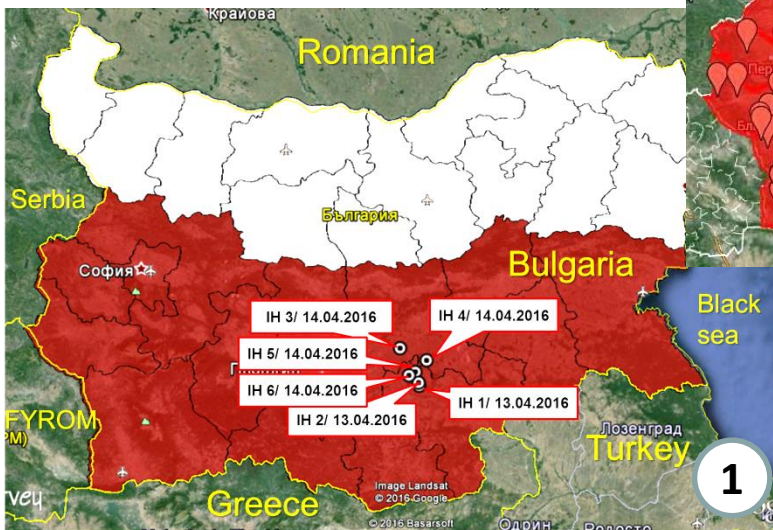 Крайова
Romania
Serbia
България
София
Bulgaria
Black
sea
IH 3/ 14.04.2016
IH 4/ 14.04.2016
IH 5/ 14.04.2016
IH 6/ 14.04.2016
IH 2/ 13.04.2016
IH 1/ 13.04.2016
FYROM
Лозенград
Turkey
1
Greece
Image Landsat
© 2016 Google
© 2016 Basarsoft
Одрин